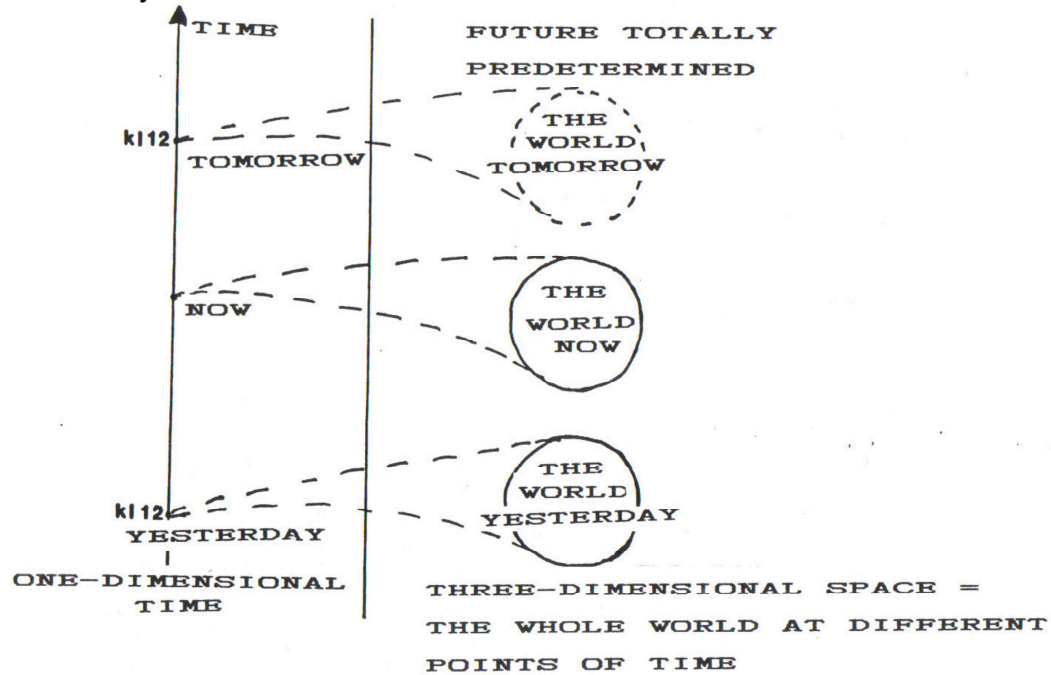 TIME
FUTURE TOTALLY
PREDETERMINED
kl12
TOMORROW
THE
WORLD
TOMORROW
NOW
THE
WORLD
NOW
kl12
YESTERDAY
THE
WORLD
YESTERDAY
ONE-DIMENSIONAL
TIME
THREE-DIMENSIONAL SPACE =
THE WHOLE WORLD AT DIFFERENT
POINTS OF TIME